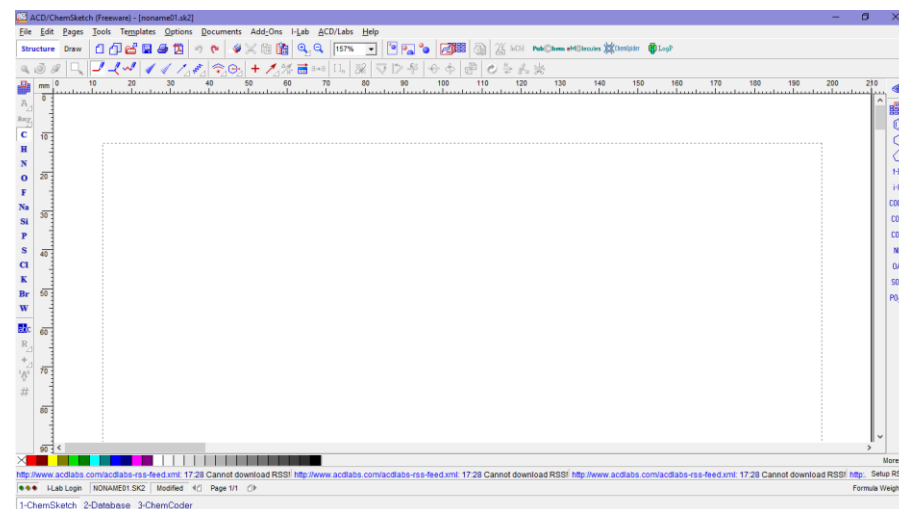 ACD/ChemSketch (Freeware) - [noname01.sk2]
File Edit Pages Tools Templates Options Documents Add-Ons I-Lab ACD/Labs Help
Structure Draw 157% InChI PubChem eMolecules ChemSpider LogP
mm 0 10 20 30 40 50 60 70 80 90 100 110 120 130 140 150 160 170 180 190 200 210
0
10
C
H
N
O 20
F
Na
Si
P
S 40
Cl
K
Br 50
W
60
R
70
#
80
90
More
http://www.acdlabs.com/acdlabs-rss-feed.xml: 17:28 Cannot download RSS! http://www.acdlabs.com/acdlabs-rss-feed.xml: 17:28 Cannot download RSS! http://www.acdlabs.com/acdlabs-rss-feed.xml: 17:28 Cannot download RSS! http: Setup RS
I-Lab Login NONAME01.SK2 Modified Page 1/1 Formula Weigh
1-ChemSketch 2-Database 3-ChemCoder